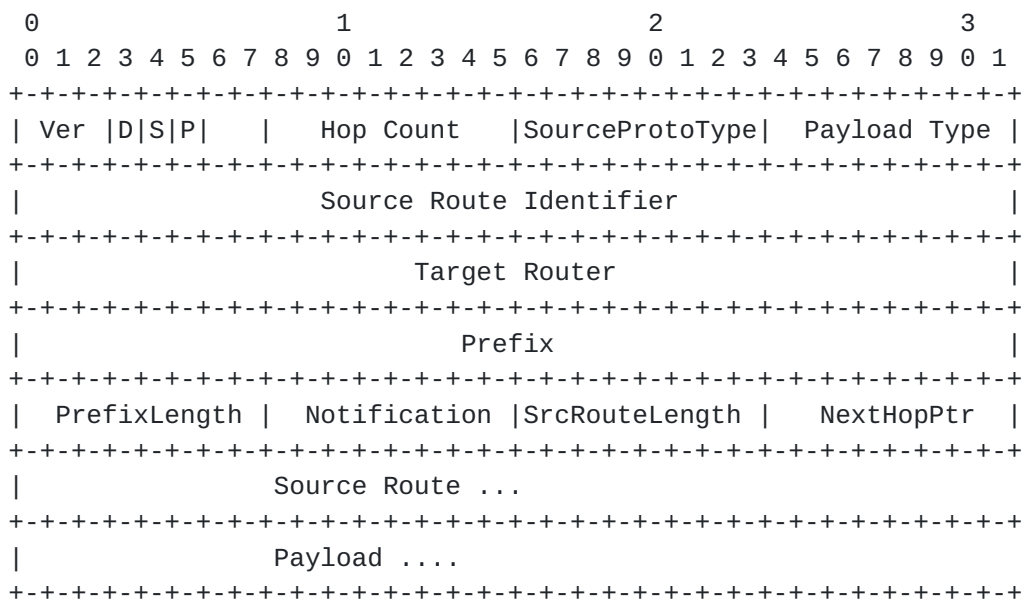 0                   1                   2                   3
 0 1 2 3 4 5 6 7 8 9 0 1 2 3 4 5 6 7 8 9 0 1 2 3 4 5 6 7 8 9 0 1
+-+-+-+-+-+-+-+-+-+-+-+-+-+-+-+-+-+-+-+-+-+-+-+-+-+-+-+-+-+-+-+-+
| Ver |D|S|P|   |   Hop Count   |SourceProtoType|  Payload Type |
+-+-+-+-+-+-+-+-+-+-+-+-+-+-+-+-+-+-+-+-+-+-+-+-+-+-+-+-+-+-+-+-+
|                   Source Route Identifier                     |
+-+-+-+-+-+-+-+-+-+-+-+-+-+-+-+-+-+-+-+-+-+-+-+-+-+-+-+-+-+-+-+-+
|                         Target Router                         |
+-+-+-+-+-+-+-+-+-+-+-+-+-+-+-+-+-+-+-+-+-+-+-+-+-+-+-+-+-+-+-+-+
|                            Prefix                             |
+-+-+-+-+-+-+-+-+-+-+-+-+-+-+-+-+-+-+-+-+-+-+-+-+-+-+-+-+-+-+-+-+
|  PrefixLength |  Notification |SrcRouteLength |   NextHopPtr  |
+-+-+-+-+-+-+-+-+-+-+-+-+-+-+-+-+-+-+-+-+-+-+-+-+-+-+-+-+-+-+-+-+
|                Source Route ...
+-+-+-+-+-+-+-+-+-+-+-+-+-+-+-+-+-+-+-+-+-+-+-+-+-+-+-+-+-+-+-+-+
|                Payload ....
+-+-+-+-+-+-+-+-+-+-+-+-+-+-+-+-+-+-+-+-+-+-+-+-+-+-+-+-+-+-+-+-+